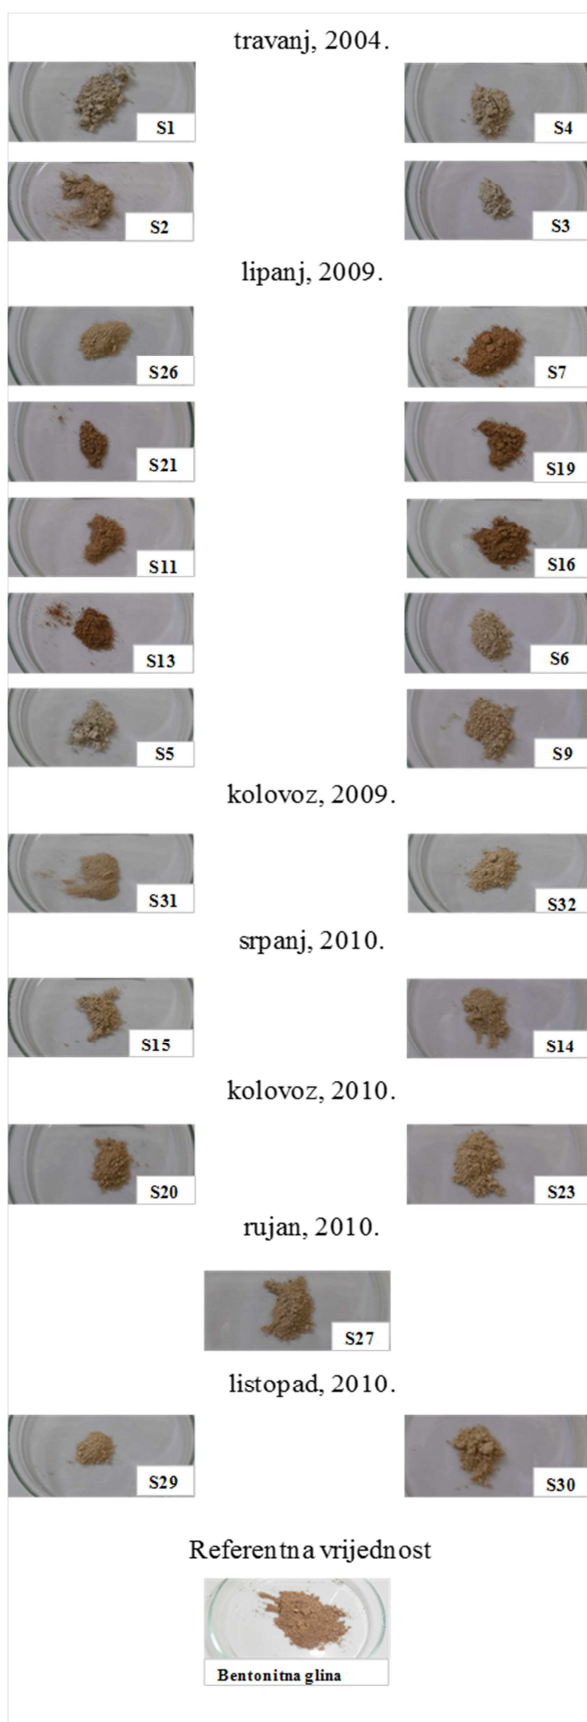 travanj, 2004.
S1
S4
S2
S3
lipanj, 2009.
S26
S7
S21
S19
S11
S16
S13
S6
S5
S9
kolovoz, 2009.
S31
S32
srpanj, 2010.
S15
S14
kolovoz, 2010.
S20
S23
rujan, 2010.
S27
listopad, 2010.
S29
S30
Referentna vrijednost
Bentonitna glina